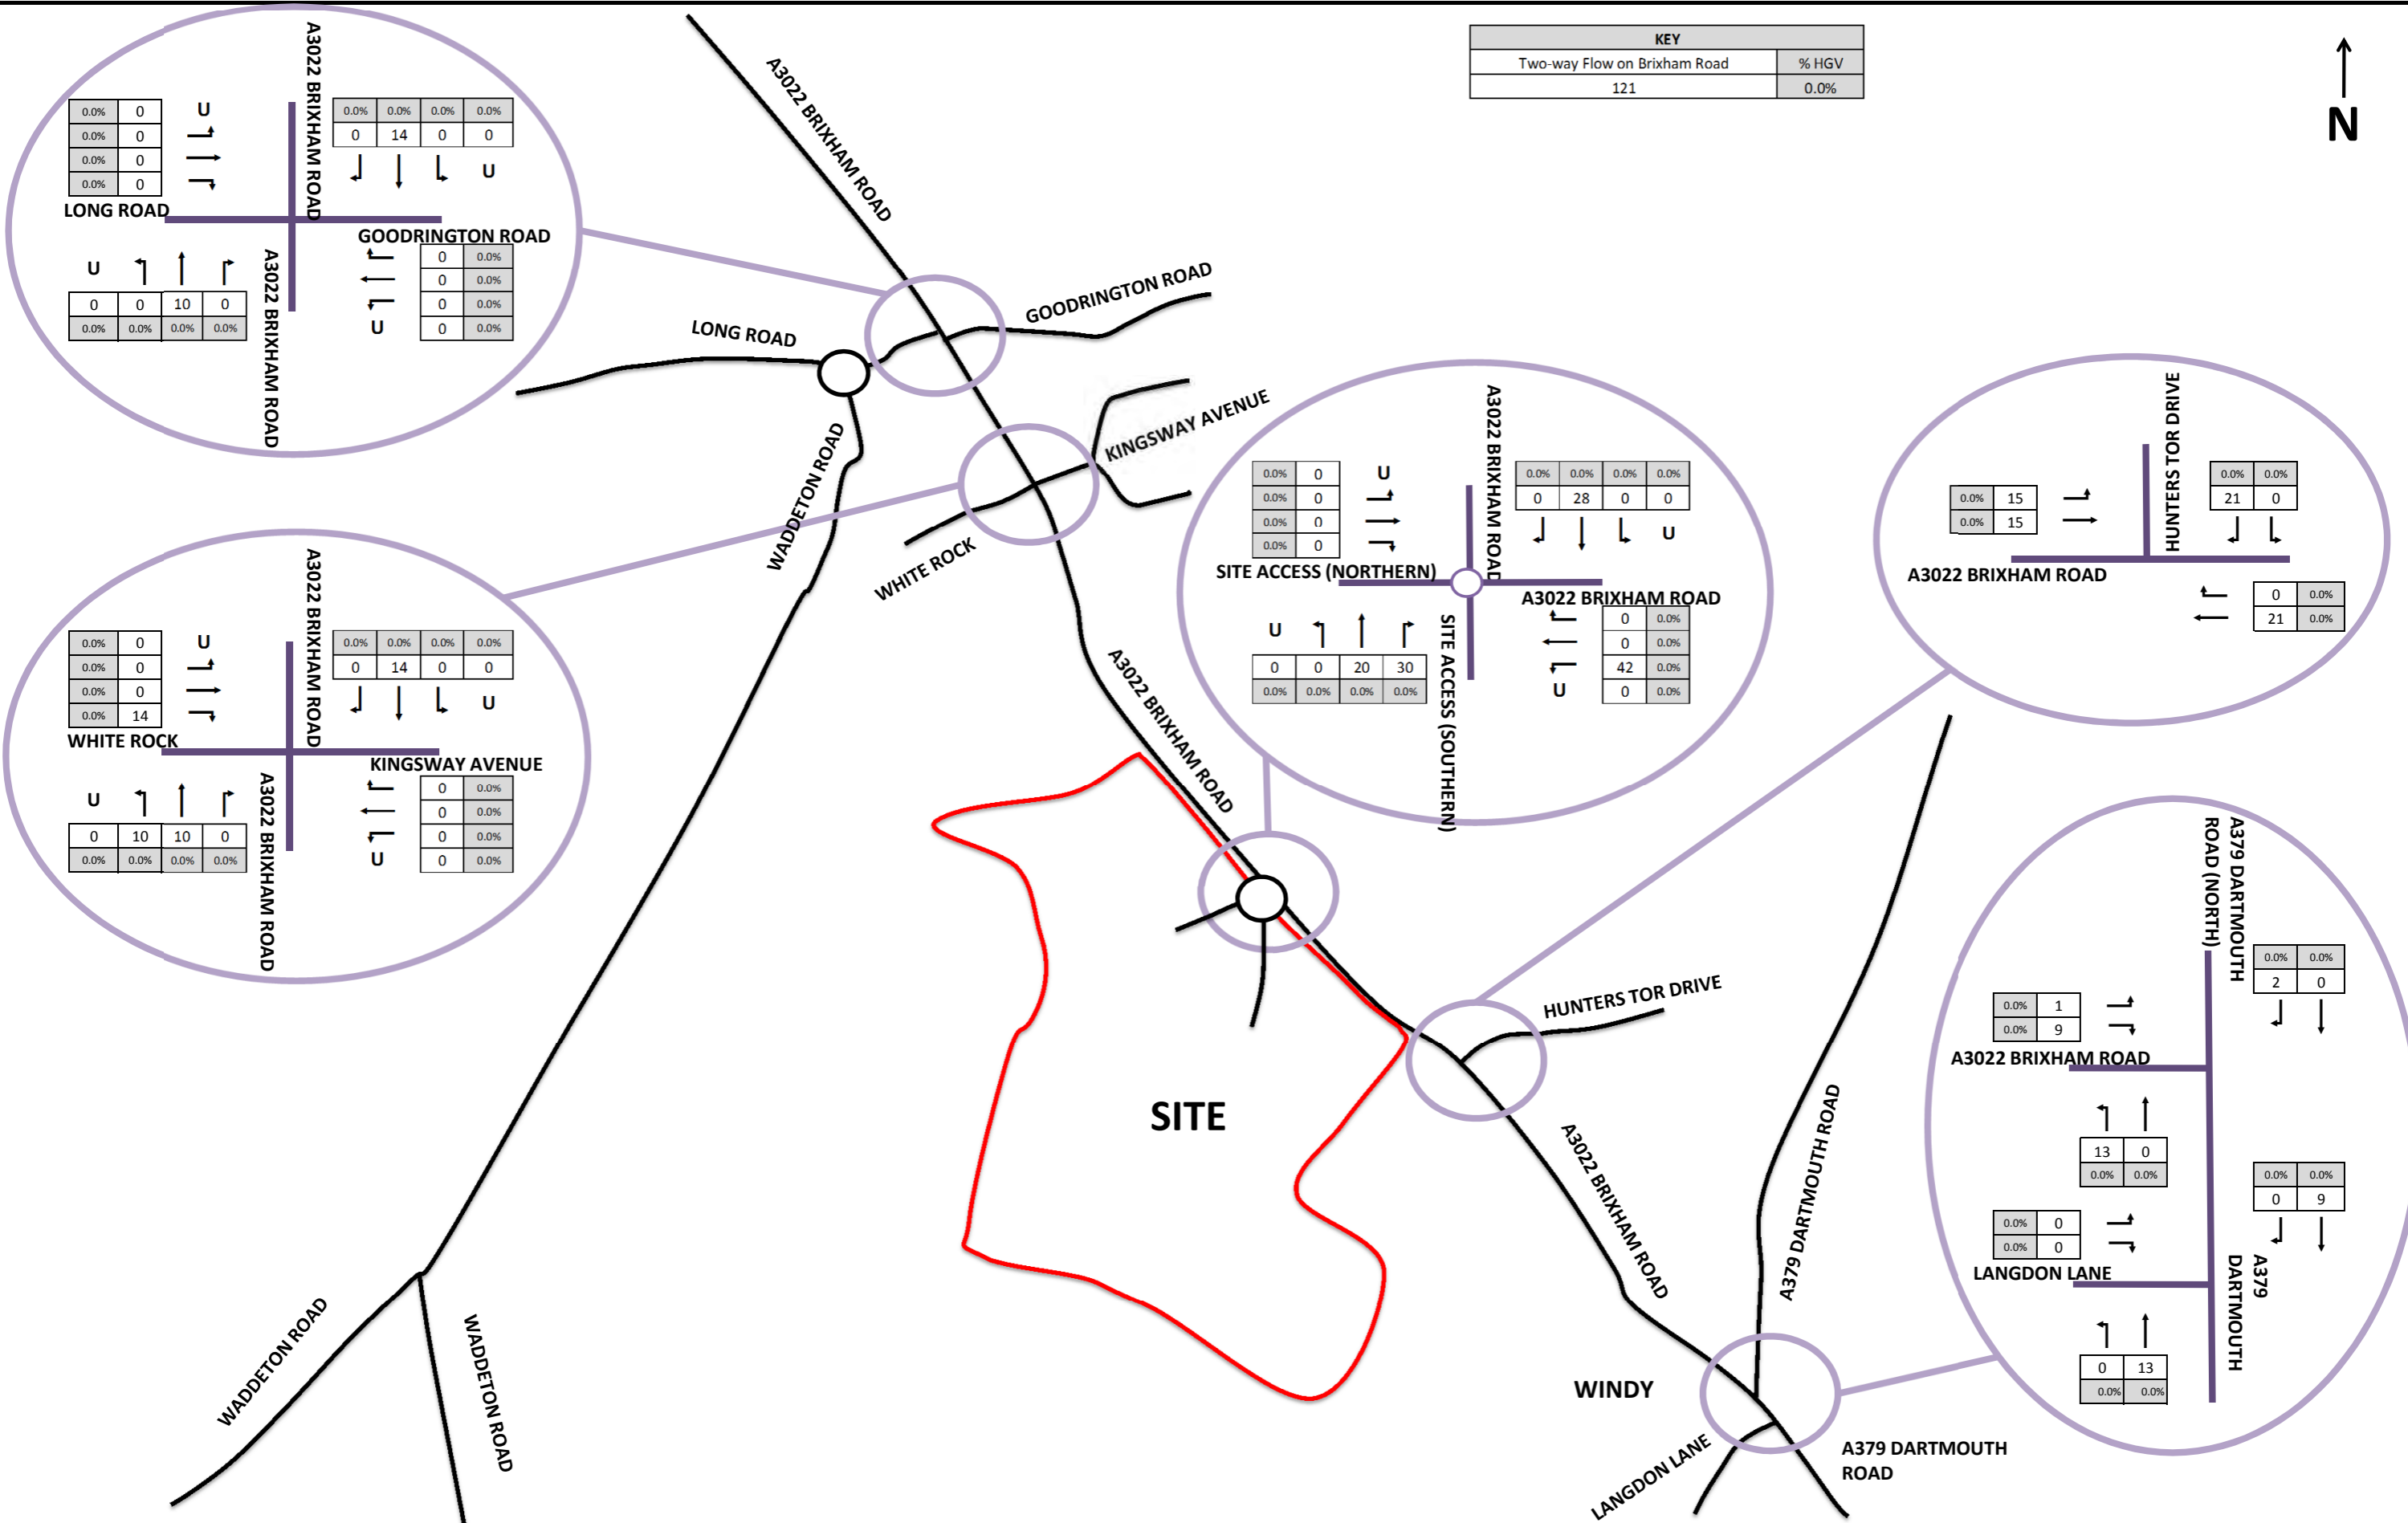 KEY
Two-way Flow on Brixham Road % HGV
121 0.0%
N
A3022 BRIXHAM ROAD
0.0% 0 U
0.0% 0
0.0% 0
0.0% 0
LONG ROAD
0.0% 0.0% 0.0% 0.0%
0 14 0 0
U
GOODRINGTON ROAD
0 0.0%
0 0.0%
0 0.0%
U 0 0.0%
U
0 0 10 0
0.0% 0.0% 0.0% 0.0%
A3022 BRIXHAM ROAD
A3022 BRIXHAM ROAD
0.0% 0 U
0.0% 0
0.0% 0
0.0% 14
WHITE ROCK
0.0% 0.0% 0.0% 0.0%
0 14 0 0
U
KINGSWAY AVENUE
0 0.0%
0 0.0%
0 0.0%
U 0 0.0%
U
0 10 10 0
0.0% 0.0% 0.0% 0.0%
A3022 BRIXHAM ROAD
A3022 BRIXHAM ROAD
GOODRINGTON ROAD
LONG ROAD
KINGSWAY AVENUE
WADDETON ROAD
WHITE ROCK
A3022 BRIXHAM ROAD
A3022 BRIXHAM ROAD
0.0% 0 U
0.0% 0
0.0% 0
0.0% 0
SITE ACCESS (NORTHERN)
0.0% 0.0% 0.0% 0.0%
0 28 0 0
U
A3022 BRIXHAM ROAD
0 0.0%
0 0.0%
42 0.0%
U 0 0.0%
U
0 0 20 30
0.0% 0.0% 0.0% 0.0%
SITE ACCESS (SOUTHERN)
HUNTERS TOR DRIVE
0.0% 15
0.0% 15
0.0% 0.0%
21 0
A3022 BRIXHAM ROAD
0 0.0%
21 0.0%
A379 DARTMOUTH
ROAD (NORTH)
0.0% 0.0%
2 0
0.0% 1
0.0% 9
A3022 BRIXHAM ROAD
13 0
0.0% 0.0%
0.0% 0.0%
0 9
0.0% 0
0.0% 0
LANGDON LANE
A379
DARTMOUTH
0 13
0.0% 0.0%
HUNTERS TOR DRIVE
SITE
A3022 BRIXHAM ROAD
A379 DARTMOUTH ROAD
WADDETON ROAD
WADDETON ROAD
WINDY
LANGDON LANE
A379 DARTMOUTH
ROAD